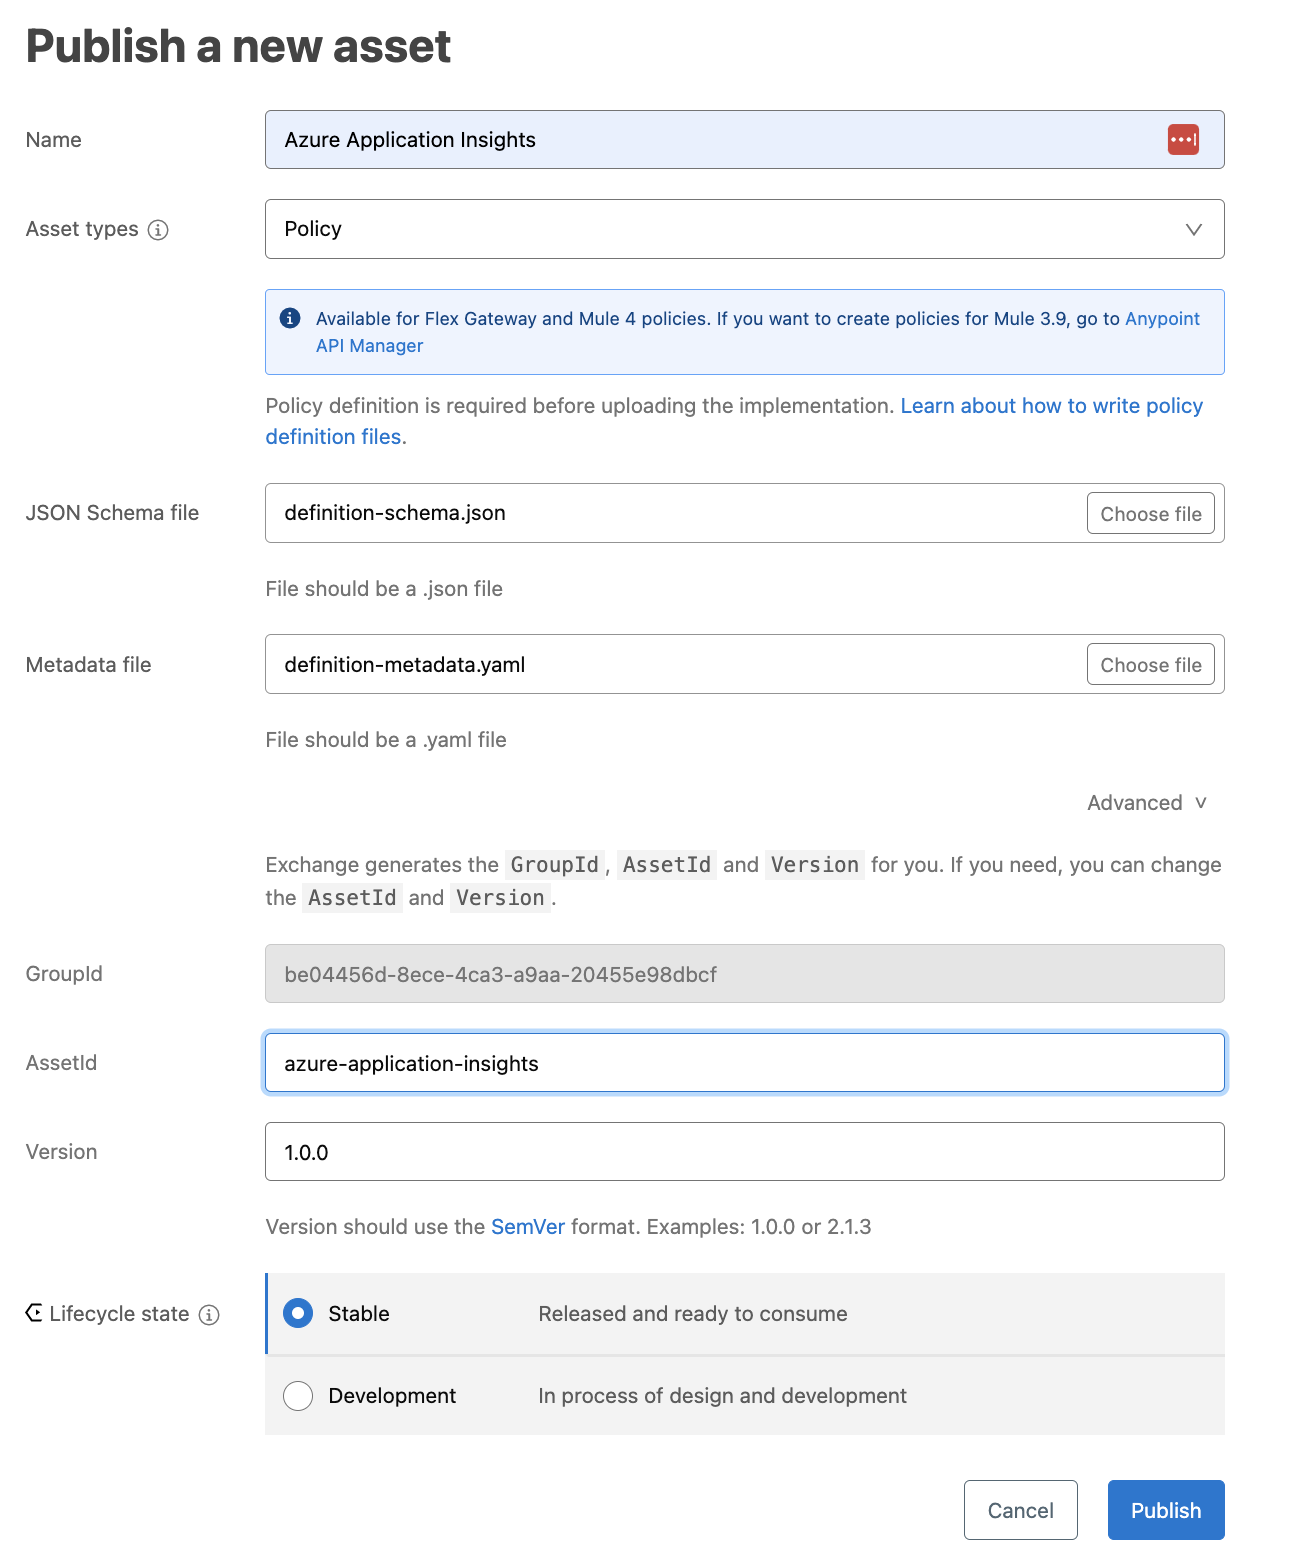 Publish a new asset
Name
Azure Application Insights
Asset types
Policy
Available for Flex Gateway and Mule 4 policies. If you want to create policies for Mule 3.9, go to Anypoint
API Manager
Policy definition is required before uploading the implementation. Learn about how to write policy
definition files.
JSON Schema file
definition-schema.json
Choose file
File should be a .json file
Metadata file
definition-metadata.yaml
Choose file
File should be a .yaml file
Advanced
Exchange generates the GroupId, AssetId and Version for you. If you need, you can change
the AssetId and Version.
GroupId
be04456d-8ece-4ca3-a9aa-20455e98dbcf
AssetId
azure-application-insights
Version
1.0.0
Version should use the SemVer format. Examples: 1.0.0 or 2.1.3
Lifecycle state
Stable
Released and ready to consume
Development
In process of design and development
Cancel
Publish